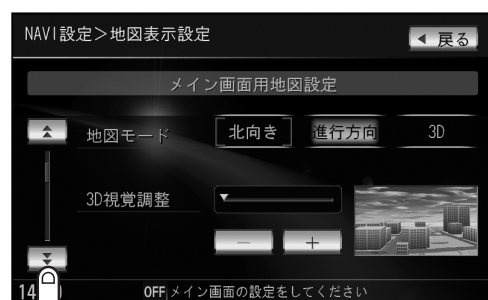 NAVI設定＞地図表示設定
戻る
メイン画面用地図設定
地図モード 北向き 進行方向 3D
3D視覚調整
－ ＋
14 OFF メイン画面の設定をしてください